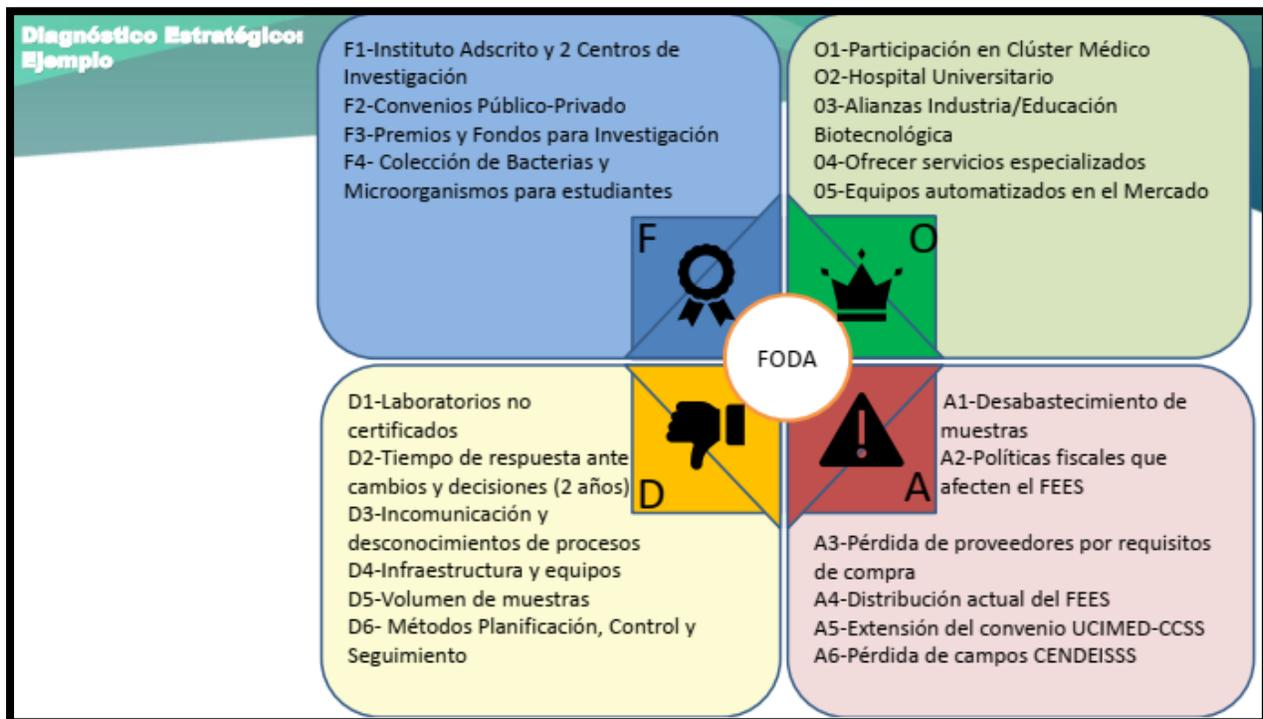 Diagnóstico Estratégico:
Ejemplo
F1-Instituto Adscrito y 2 Centros de
Investigación
F2-Convenios Público-Privado
F3-Premios y Fondos para Investigación
F4- Colección de Bacterias y
Microorganismos para estudiantes
F
O1-Participación en Clúster Médico
O2-Hospital Universitario
03-Alianzas Industria/Educación
Biotecnológica
04-Ofrecer servicios especializados
05-Equipos automatizados en el Mercado
O
FODA
D1-Laboratorios no
certificados
D2-Tiempo de respuesta ante
cambios y decisiones (2 años)
D3-Incomunicación y
desconocimientos de procesos
D4-Infraestructura y equipos
D5-Volumen de muestras
D6- Métodos Planificación, Control y
Seguimiento
D
A1-Desabastecimiento de
muestras
A2-Políticas fiscales que
afecten el FEES
A
A3-Pérdida de proveedores por requisitos
de compra
A4-Distribución actual del FEES
A5-Extensión del convenio UCIMED-CCSS
A6-Pérdida de campos CENDEISSS